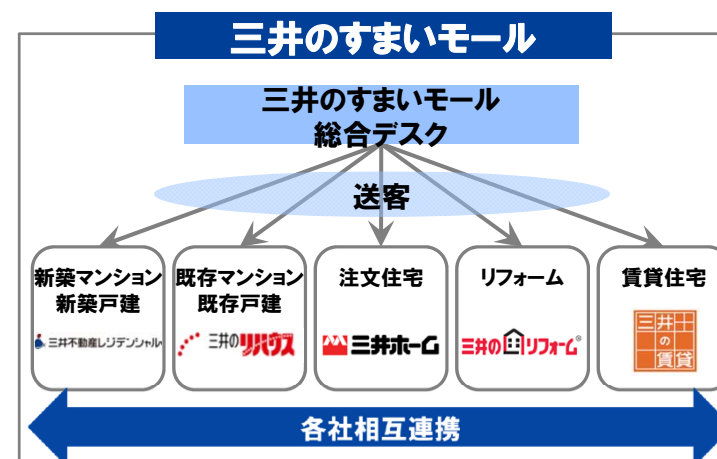 三井のすまいモール
三井のすまいモール
総合デスク
送客
新築マンション
新築戸建
三井不動産レジデンシャル
既存マンション
既存戸建
三井のリハウス
注文住宅
三井ホーム
リフォーム
三井のリフォーム®
賃貸住宅
三井
の
賃貸
各社相互連携